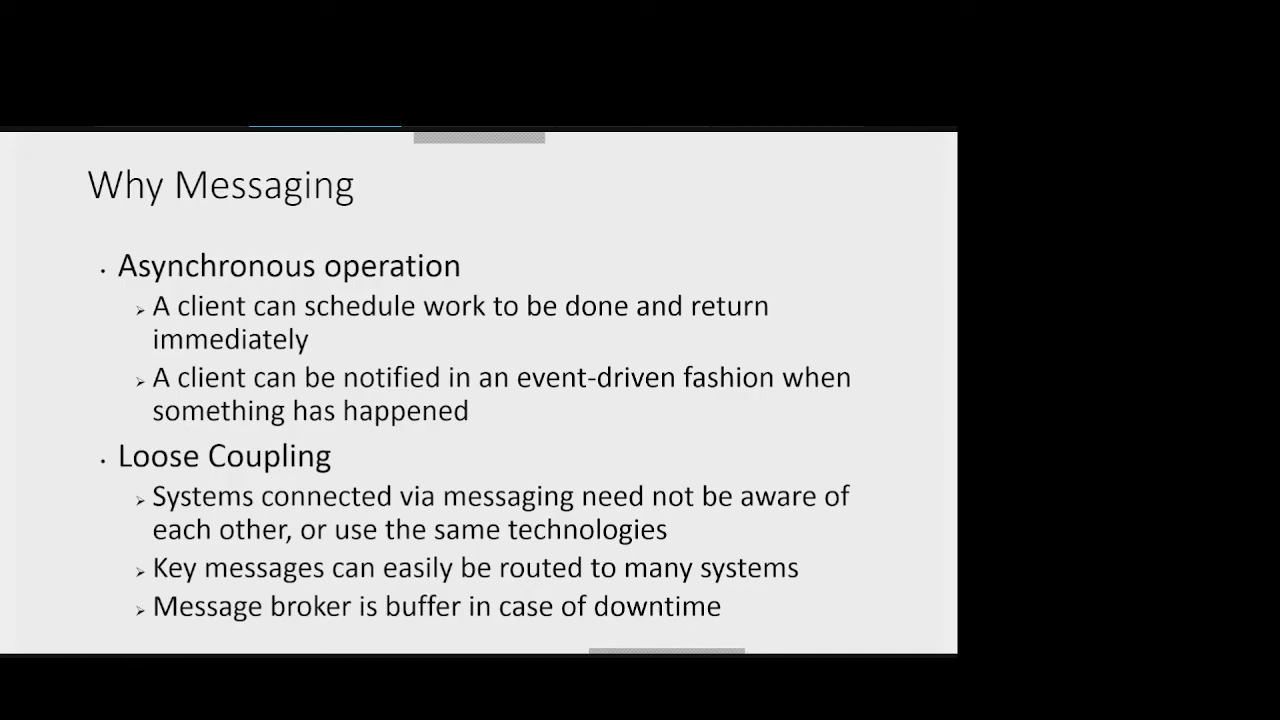 Why Messaging
• Asynchronous operation
➢ A client can schedule work to be done and return
immediately
➢ A client can be notified in an event-driven fashion when
something has happened
• Loose Coupling
➢ Systems connected via messaging need not be aware of
each other, or use the same technologies
➢ Key messages can easily be routed to many systems
➢ Message broker is buffer in case of downtime